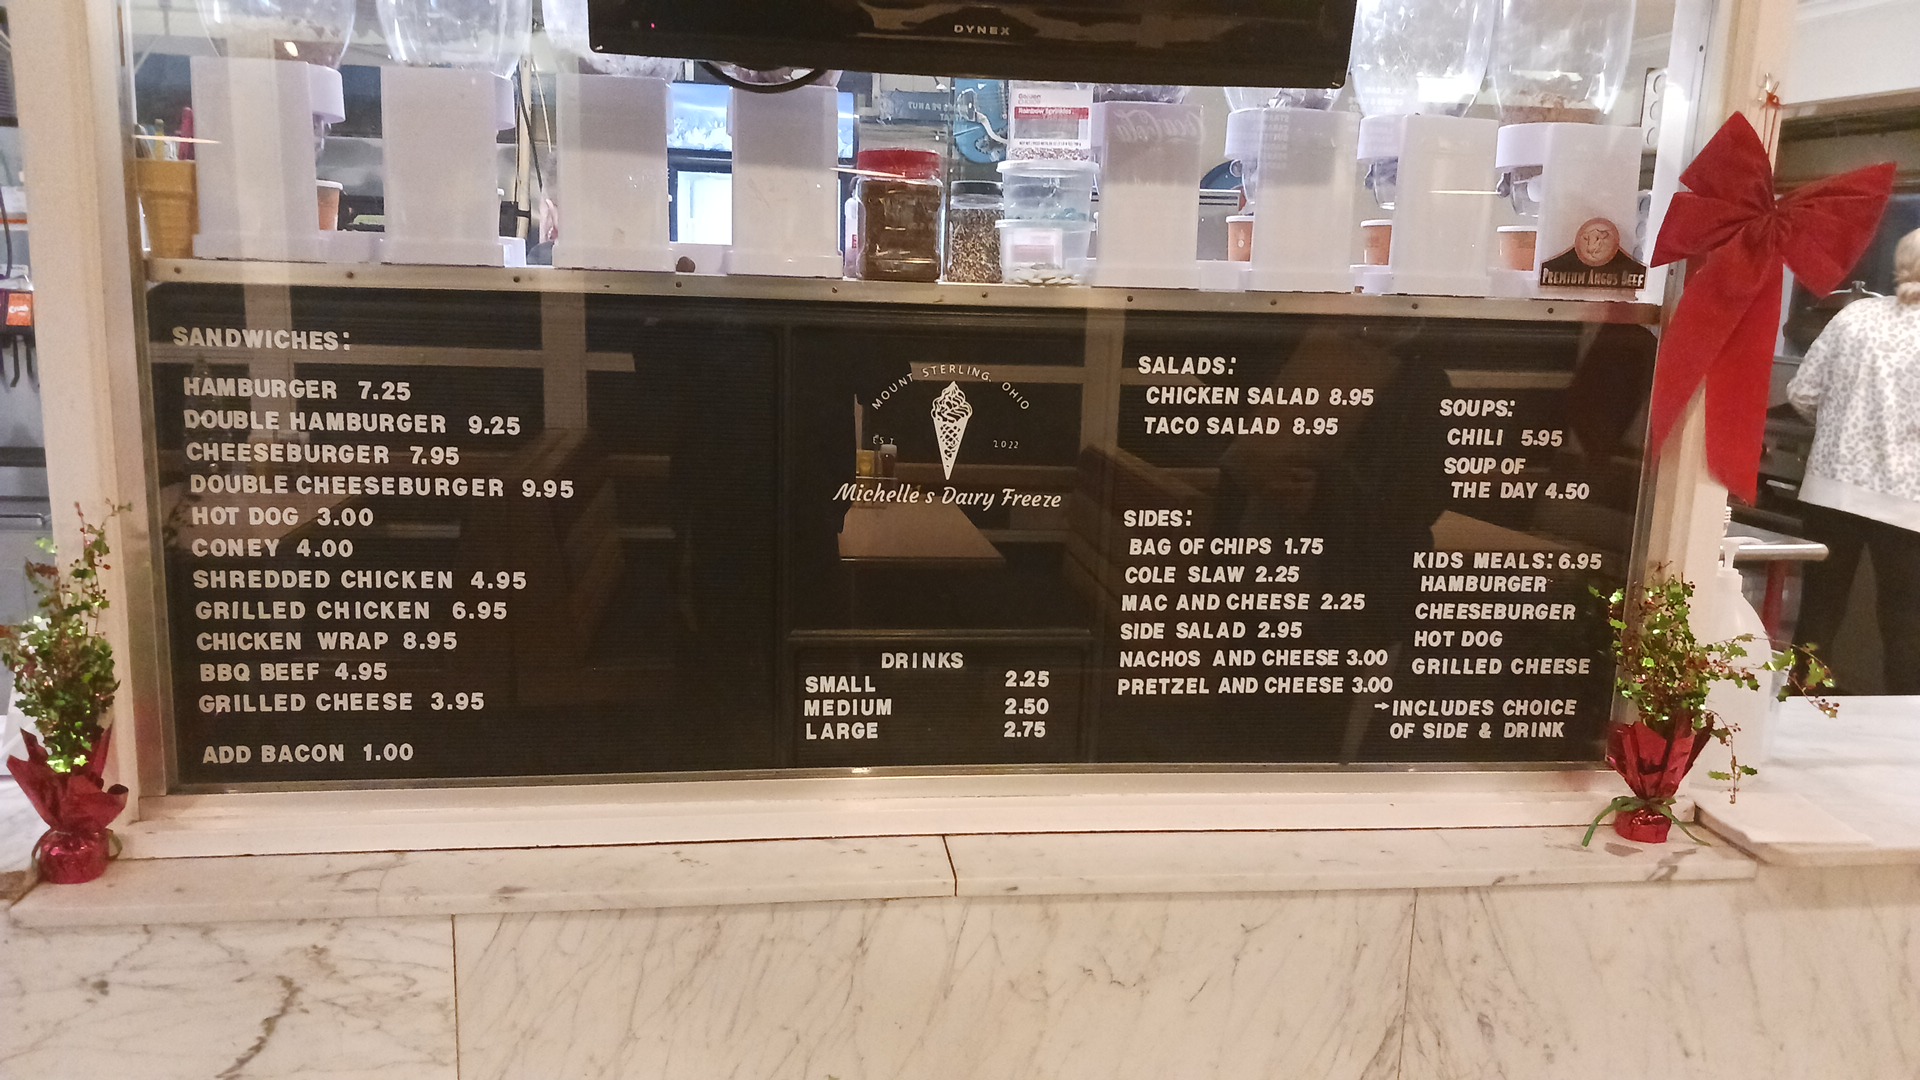 DYNEX
Rainbow Sprinkles
Coca-Cola
PREMIUM ANGUS BEEF
SANDWICHES:
HAMBURGER 7.25
DOUBLE HAMBURGER 9.25
CHEESEBURGER 7.95
DOUBLE CHEESEBURGER 9.95
HOT DOG 3.00
CONEY 4.00
SHREDDED CHICKEN 4.95
GRILLED CHICKEN 6.95
CHICKEN WRAP 8.95
BBQ BEEF 4.95
GRILLED CHEESE 3.95
ADD BACON 1.00
MOUNT STERLING, OHIO
EST 2022
Michelle's Dairy Freeze
DRINKS
SMALL 2.25
MEDIUM 2.50
LARGE 2.75
SALADS:
CHICKEN SALAD 8.95
TACO SALAD 8.95
SIDES:
BAG OF CHIPS 1.75
COLE SLAW 2.25
MAC AND CHEESE 2.25
SIDE SALAD 2.95
NACHOS AND CHEESE 3.00
PRETZEL AND CHEESE 3.00
SOUPS:
CHILI 5.95
SOUP OF
THE DAY 4.50
KIDS MEALS: 6.95
HAMBURGER
CHEESEBURGER
HOT DOG
GRILLED CHEESE
→INCLUDES CHOICE
OF SIDE & DRINK